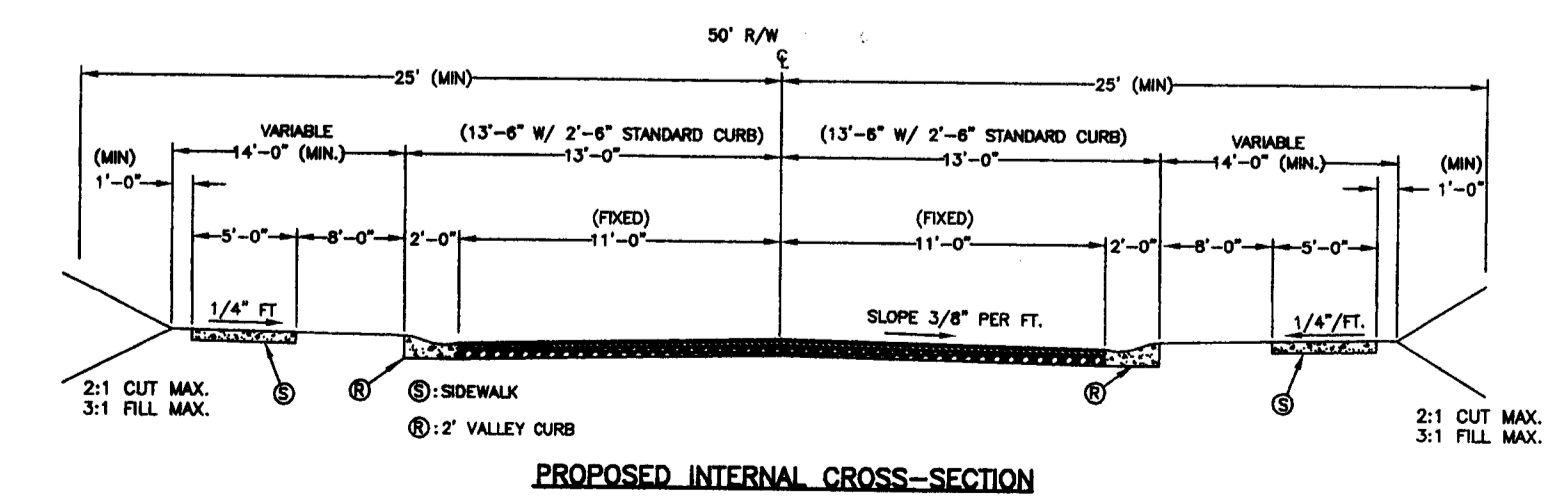 50' R/W
℄
25' (MIN) 25' (MIN)
VARIABLE (13'-6" W/ 2'-6" STANDARD CURB) (13'-6" W/ 2'-6" STANDARD CURB) VARIABLE
(MIN) 14'-0" (MIN.) 13'-0" 13'-0" 14'-0" (MIN.) (MIN)
1'-0" 1'-0"
(FIXED) (FIXED)
5'-0" 8'-0" 2'-0" 11'-0" 11'-0" 2'-0" 8'-0" 5'-0"
1/4" FT SLOPE 3/8" PER FT. 1/4"/FT.
2:1 CUT MAX.
3:1 FILL MAX.
S R R S
S:SIDEWALK
R:2' VALLEY CURB
2:1 CUT MAX.
3:1 FILL MAX.
PROPOSED INTERNAL CROSS-SECTION